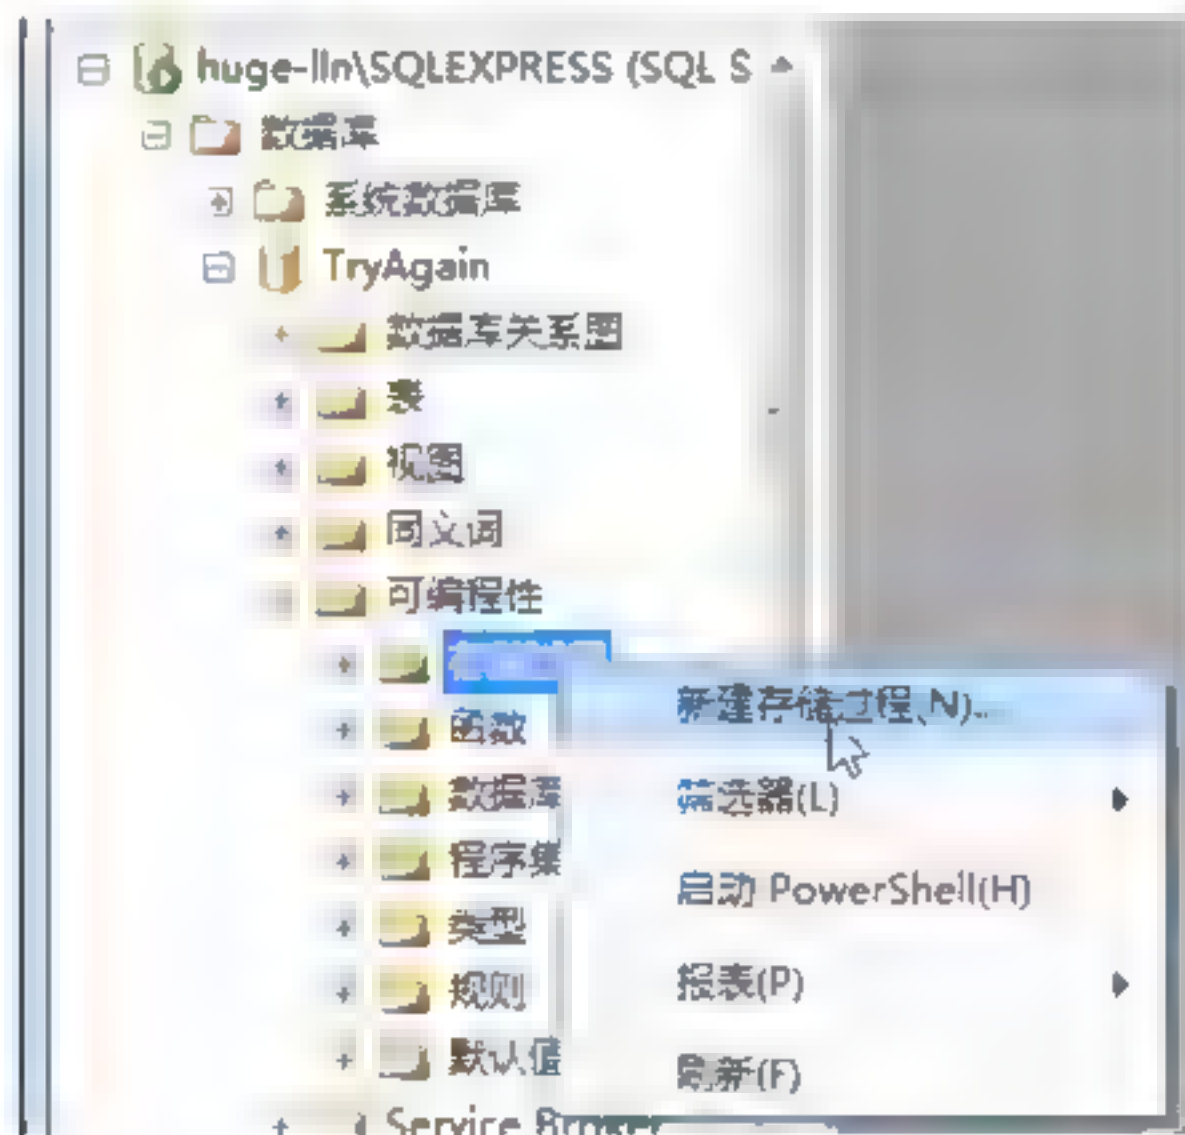 huge-lln\SQLEXPRESS (SQL S
数据库
系统数据库
TryAgain
数据库关系图
表
视图
同义词
可编程性
新建存储过程(N)...
函数
数据库
筛选器(L)
程序集
启动 PowerShell(H)
类型
规则
报表(P)
默认值
刷新(F)
Service Broker